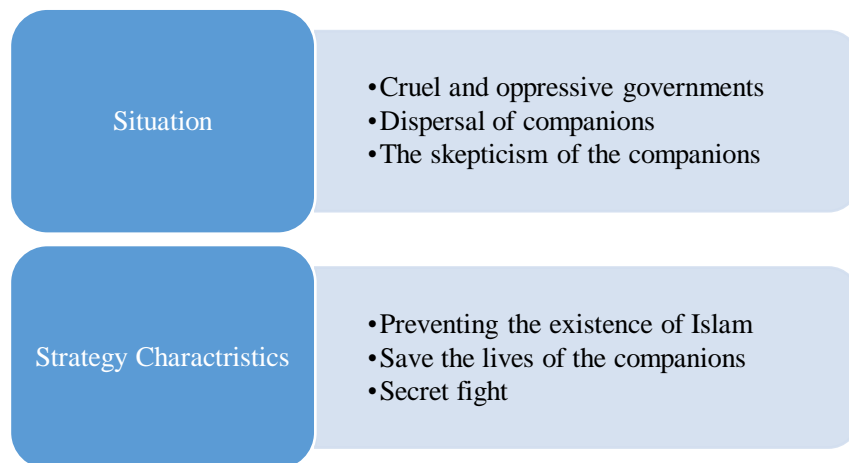 Situation
•Cruel and oppressive governments
•Dispersal of companions
•The skepticism of the companions
Strategy Charactristics
•Preventing the existence of Islam
•Save the lives of the companions
•Secret fight